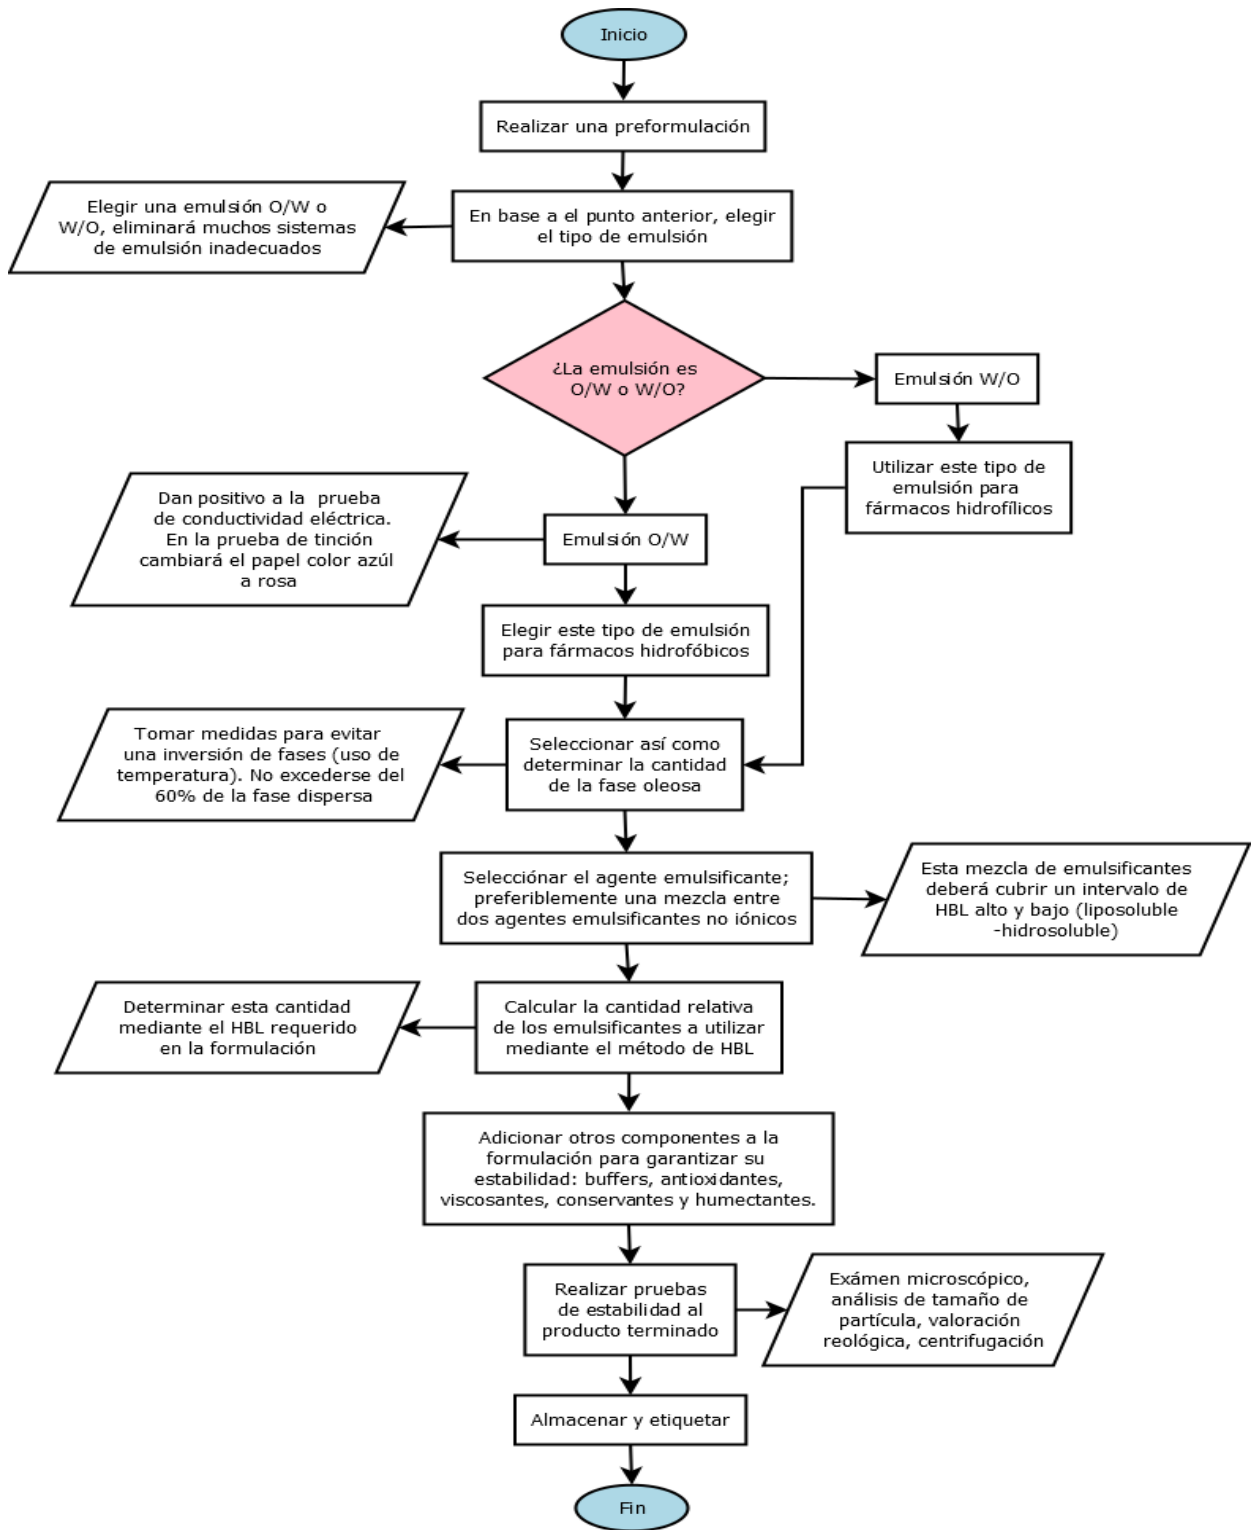 Inicio
Realizar una preformulación
Elegir una emulsión O/W o
W/O, eliminará muchos sistemas
de emulsión inadecuados
En base a el punto anterior, elegir
el tipo de emulsión
¿La emulsión es
O/W o W/O?
Emulsión W/O
Utilizar este tipo de
emulsión para
fármacos hidrofílicos
Dan positivo a la prueba
de conductividad eléctrica.
En la prueba de tinción
cambiará el papel color azúl
a rosa
Emulsión O/W
Elegir este tipo de emulsión
para fármacos hidrofóbicos
Tomar medidas para evitar
una inversión de fases (uso de
temperatura). No excederse del
60% de la fase dispersa
Seleccionar así como
determinar la cantidad
de la fase oleosa
Selecciónar el agente emulsificante;
preferiblemente una mezcla entre
dos agentes emulsificantes no iónicos
Esta mezcla de emulsificantes
deberá cubrir un intervalo de
HBL alto y bajo (liposoluble
-hidrosoluble)
Determinar esta cantidad
mediante el HBL requerido
en la formulación
Calcular la cantidad relativa
de los emulsificantes a utilizar
mediante el método de HBL
Adicionar otros componentes a la
formulación para garantizar su
estabilidad: buffers, antioxidantes,
viscosantes, conservantes y humectantes.
Realizar pruebas
de estabilidad al
producto terminado
Exámen microscópico,
análisis de tamaño de
partícula, valoración
reológica, centrifugación
Almacenar y etiquetar
Fin